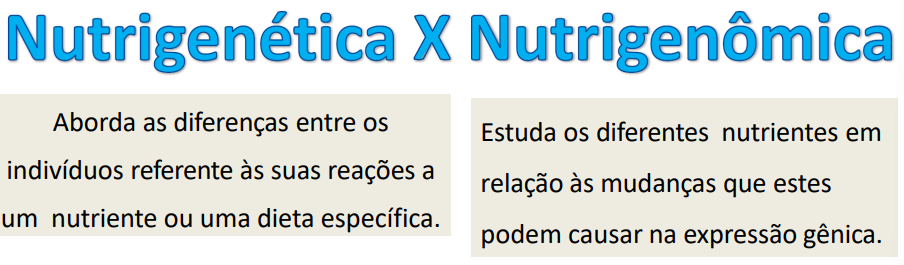 Nutrigenética X Nutrigenômica
Aborda as diferenças entre os
indivíduos referente às suas reações a
um nutriente ou uma dieta específica.
Estuda os diferentes nutrientes em
relação às mudanças que estes
podem causar na expressão gênica.